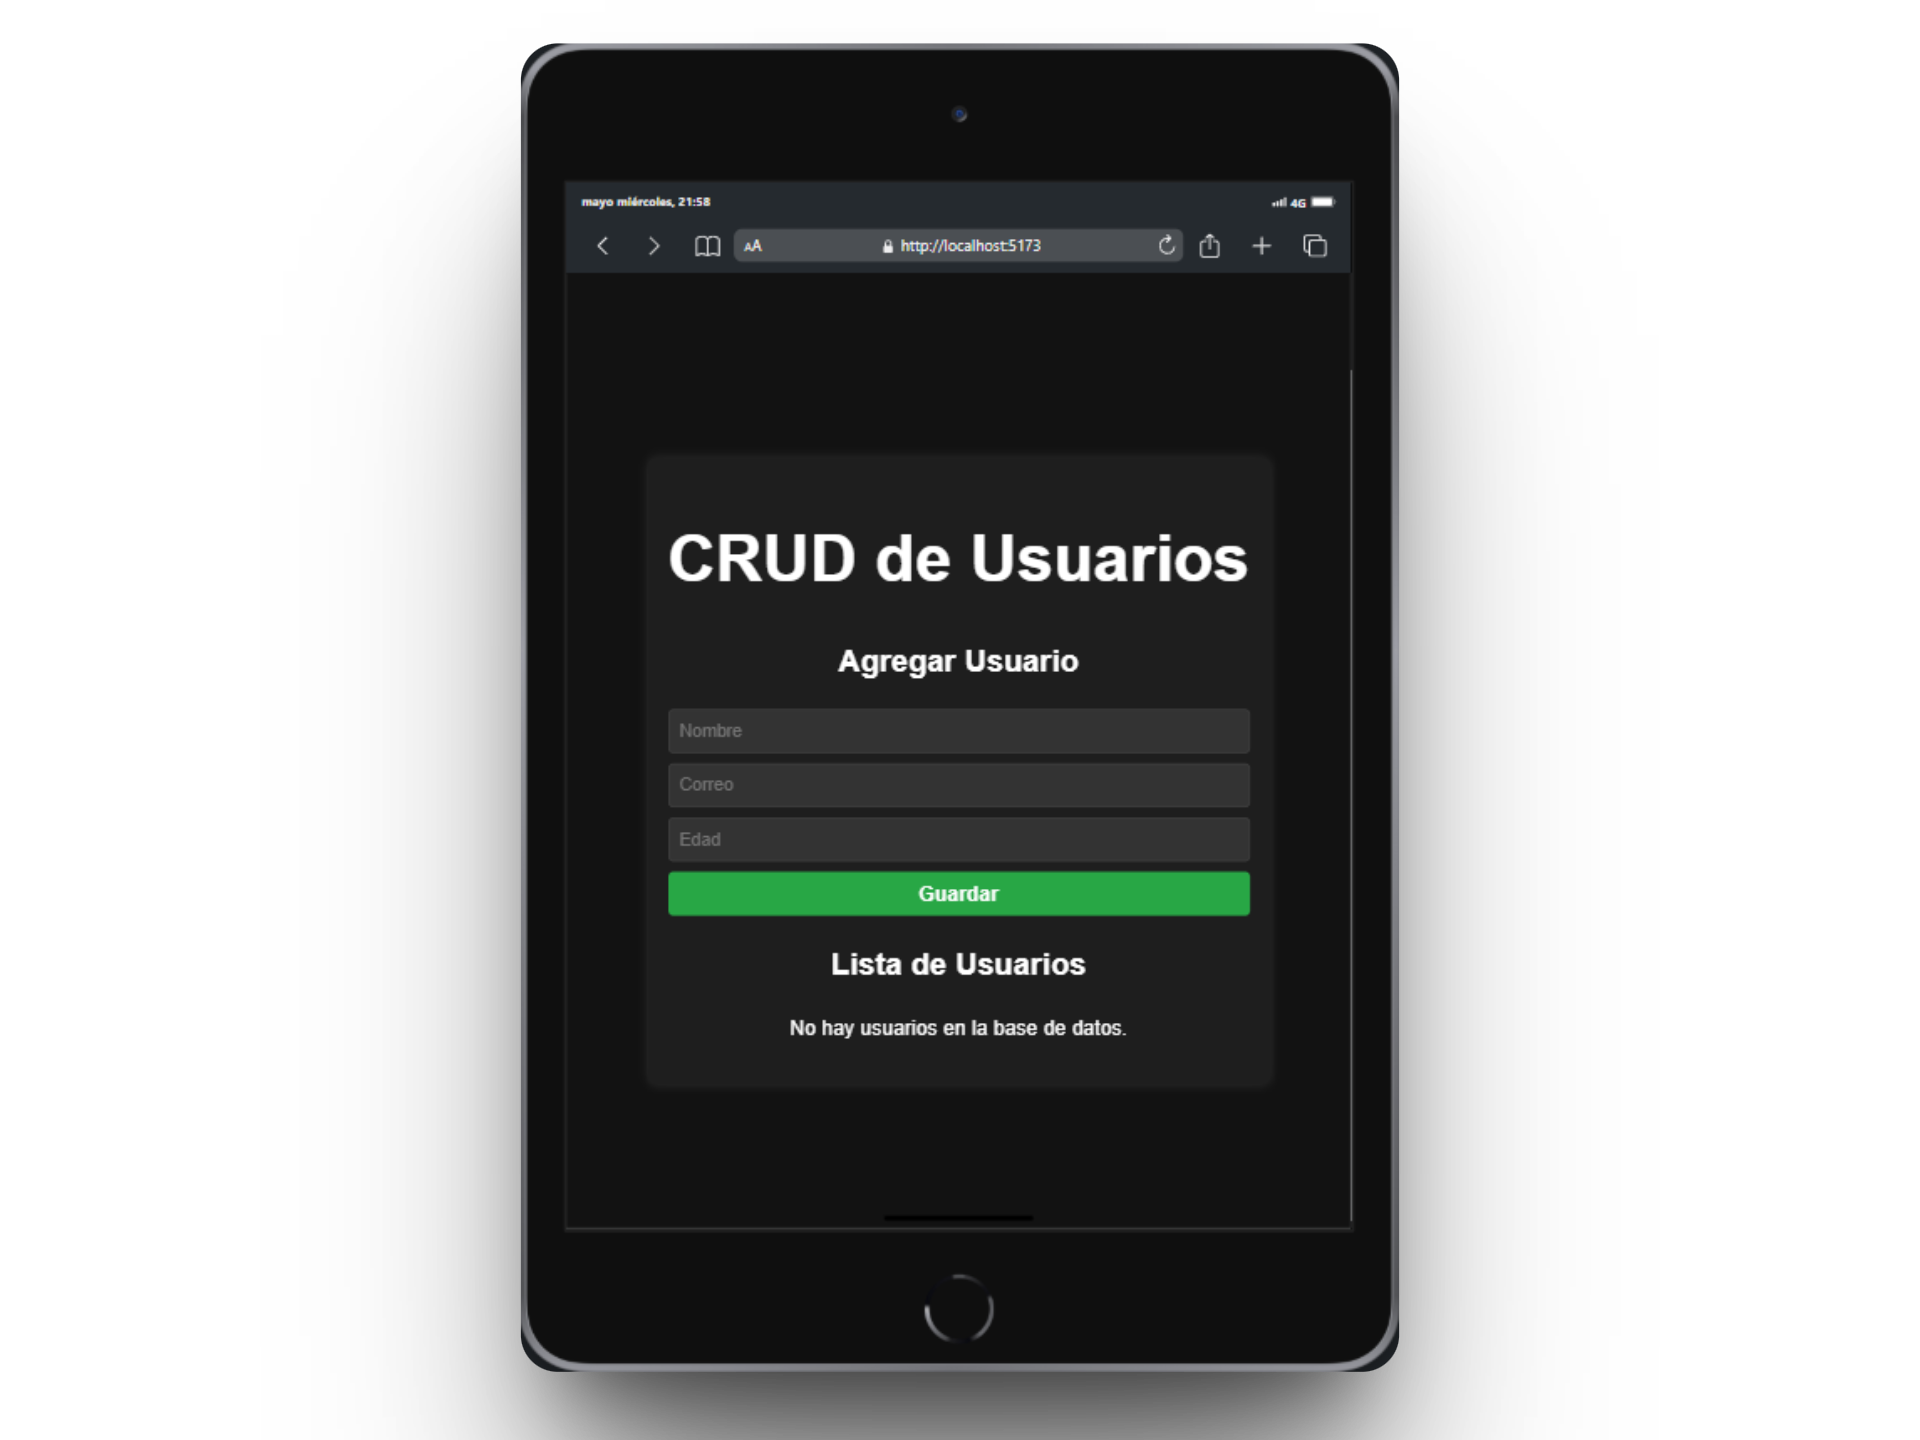 mayo miércoles, 21:58
4G
AA
http://localhost:5173
CRUD de Usuarios
Agregar Usuario
Nombre
Correo
Edad
Guardar
Lista de Usuarios
No hay usuarios en la base de datos.